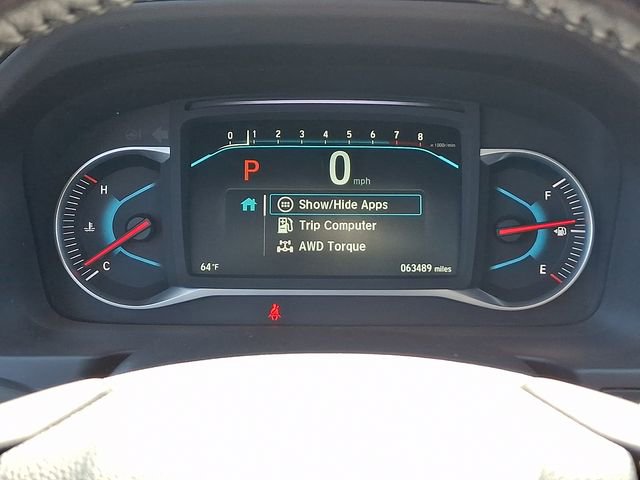 0 1 2 3 4 5 6 7 8 ×1000r/min
P 0 mph
H
F
Show/Hide Apps
Trip Computer
AWD Torque
C
E
64°F 063489 miles